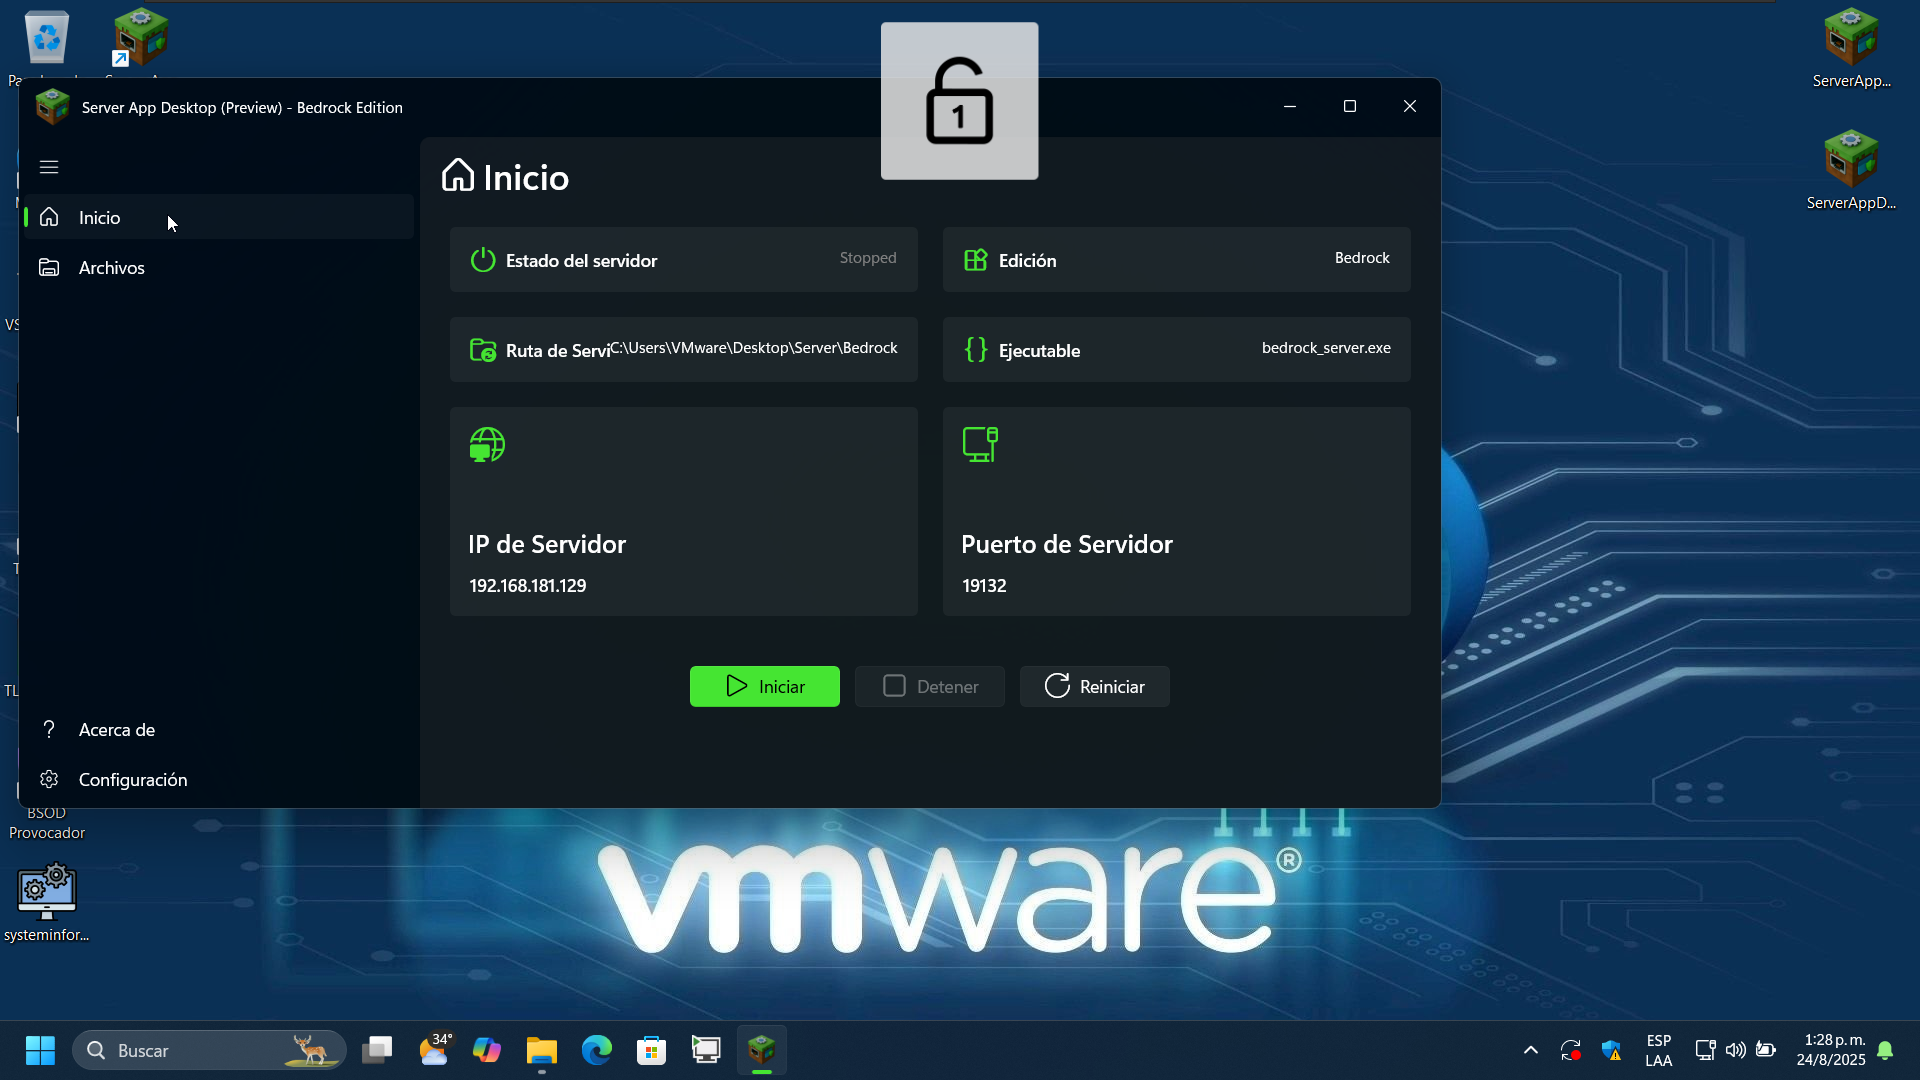 ServerApp...
ServerAppD...
Server App Desktop (Preview) - Bedrock Edition
1
Inicio
Archivos
Acerca de
Configuración
Inicio
Estado del servidor
Stopped
Edición
Bedrock
Ruta de Servi
C:\Users\VMware\Desktop\Server\Bedrock
Ejecutable
bedrock_server.exe
IP de Servidor
192.168.181.129
Puerto de Servidor
19132
Iniciar
Detener
Reiniciar
BSOD
Provocador
systeminfor...
vmware®
Buscar
34°
ESP
LAA
1:28 p. m.
24/8/2025